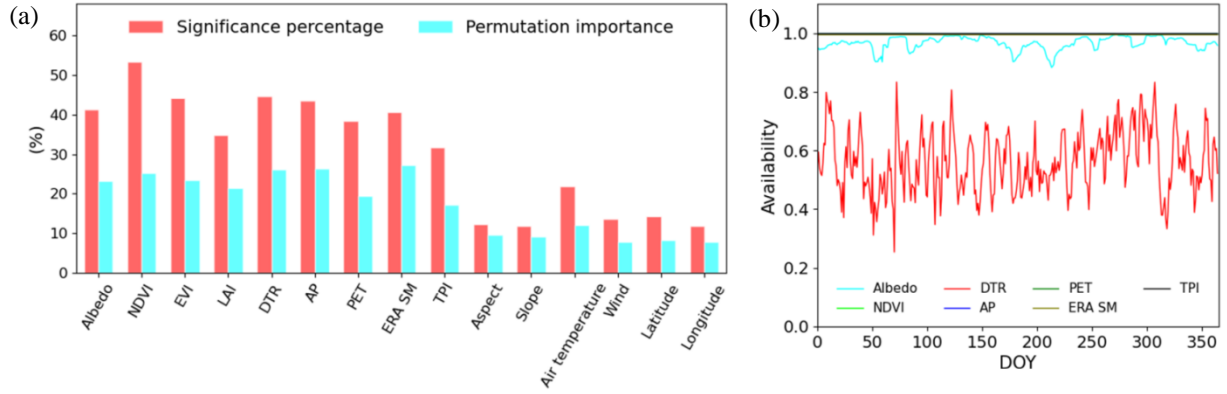 (a)
Significance percentage
Permutation importance
60
50
40
30
20
10
0
(%)
Albedo
NDVI
EVI
LAI
DTR
AP
PET
ERA SM
TPI
Aspect
Slope
Air temperature
Wind
Latitude
Longitude
(b)
1.0
0.8
0.6
0.4
0.2
0.0
Availability
Albedo DTR PET TPI
NDVI AP ERA SM
0 50 100 150 200 250 300 350
DOY